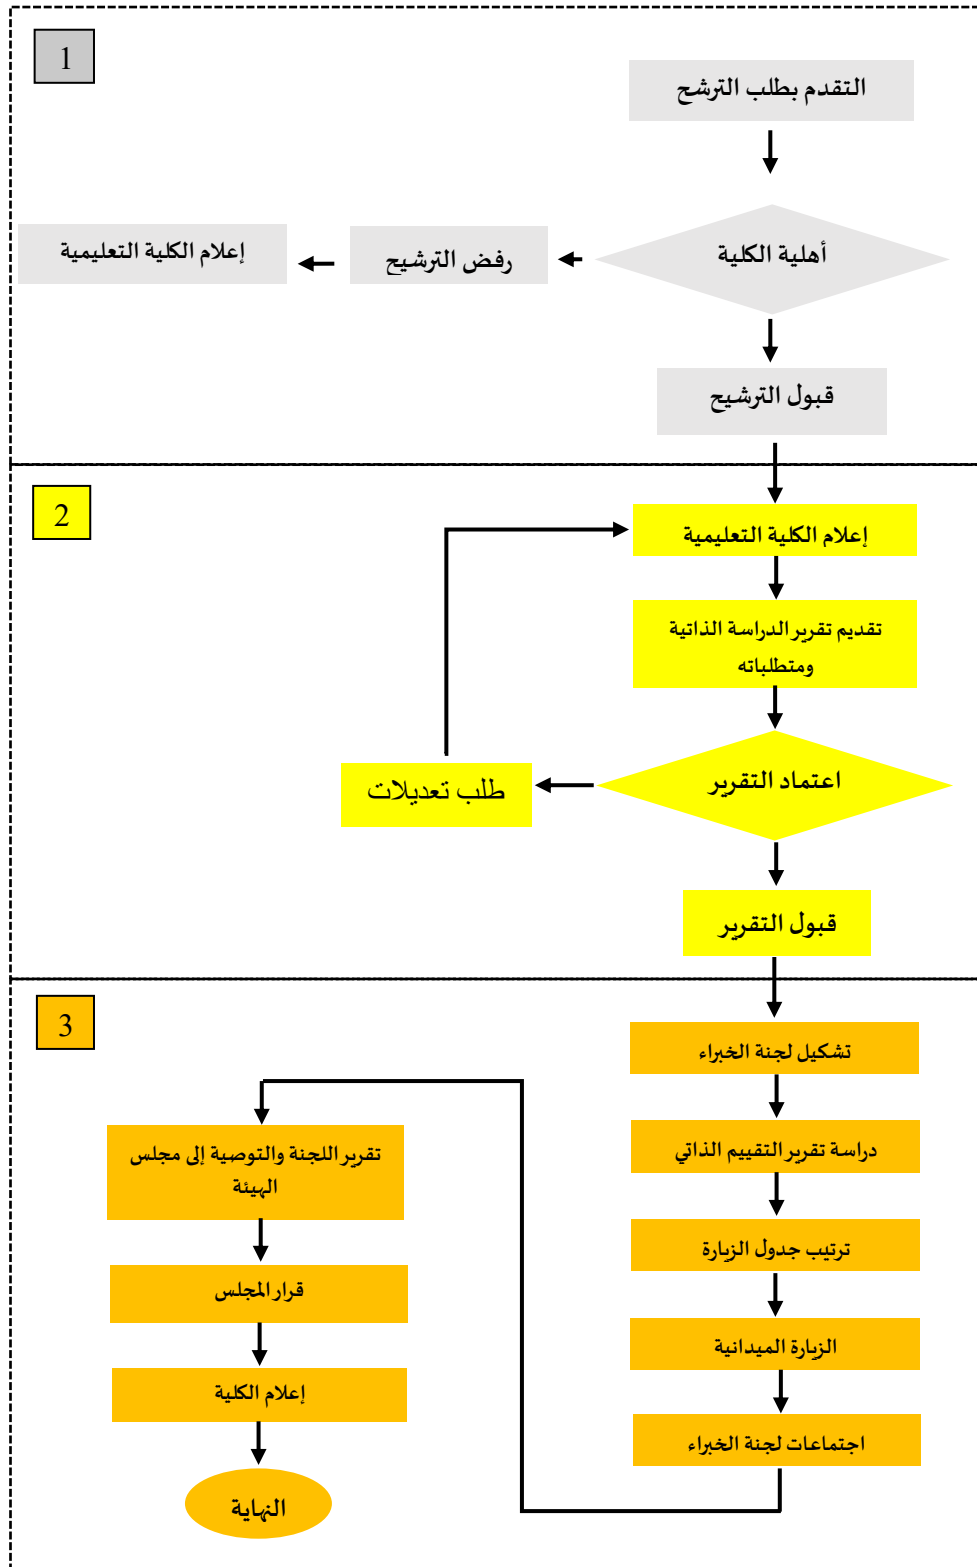 1
التقدم بطلب الترشح
أهلية الكلية
رفض الترشيح
إعلام الكلية التعليمية
قبول الترشيح
2
إعلام الكلية التعليمية
تقديم تقرير الدراسة الذاتية
ومتطلباته
اعتماد التقرير
طلب تعديلات
قبول التقرير
3
تشكيل لجنة الخبراء
دراسة تقرير التقييم الذاتي
ترتيب جدول الزيارة
الزيارة الميدانية
اجتماعات لجنة الخبراء
تقرير اللجنة والتوصية إلى مجلس
الهيئة
قرار المجلس
إعلام الكلية
النهاية